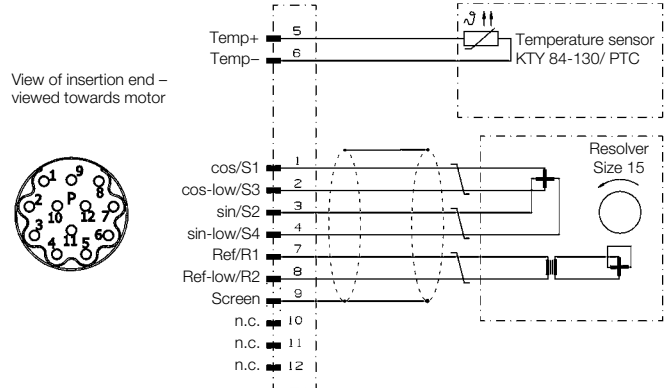 Temp+ 5
Temp– 6
ϑ
Temperature sensor
KTY 84-130/ PTC
View of insertion end –
viewed towards motor
1 9 8
2 P 7
10 12
3 11 6
4 5
cos/S1 1
cos-low/S3 2
sin/S2 3
sin-low/S4 4
Ref/R1 7
Ref-low/R2 8
Screen 9
n.c. 10
n.c. 11
n.c. 12
Resolver
Size 15